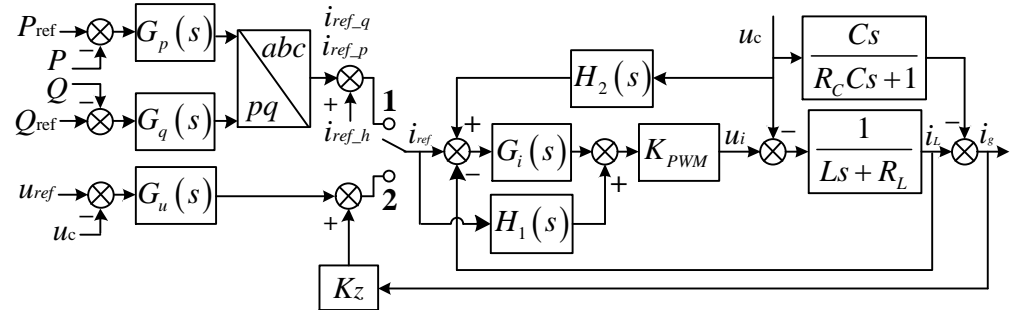 P_ref
−
P
G_p(s)
abc
pq
i_ref_q
i_ref_p
+
i_ref_h
1
Q
−
Q_ref
G_q(s)
u_ref
−
u_c
G_u(s)
+
2
Kz
i_ref
+
−
H_2(s)
G_i(s)
H_1(s)
+
K_PWM
u_i
u_c
−
Cs
R_C Cs+1
1
Ls+R_L
i_L
−
i_g